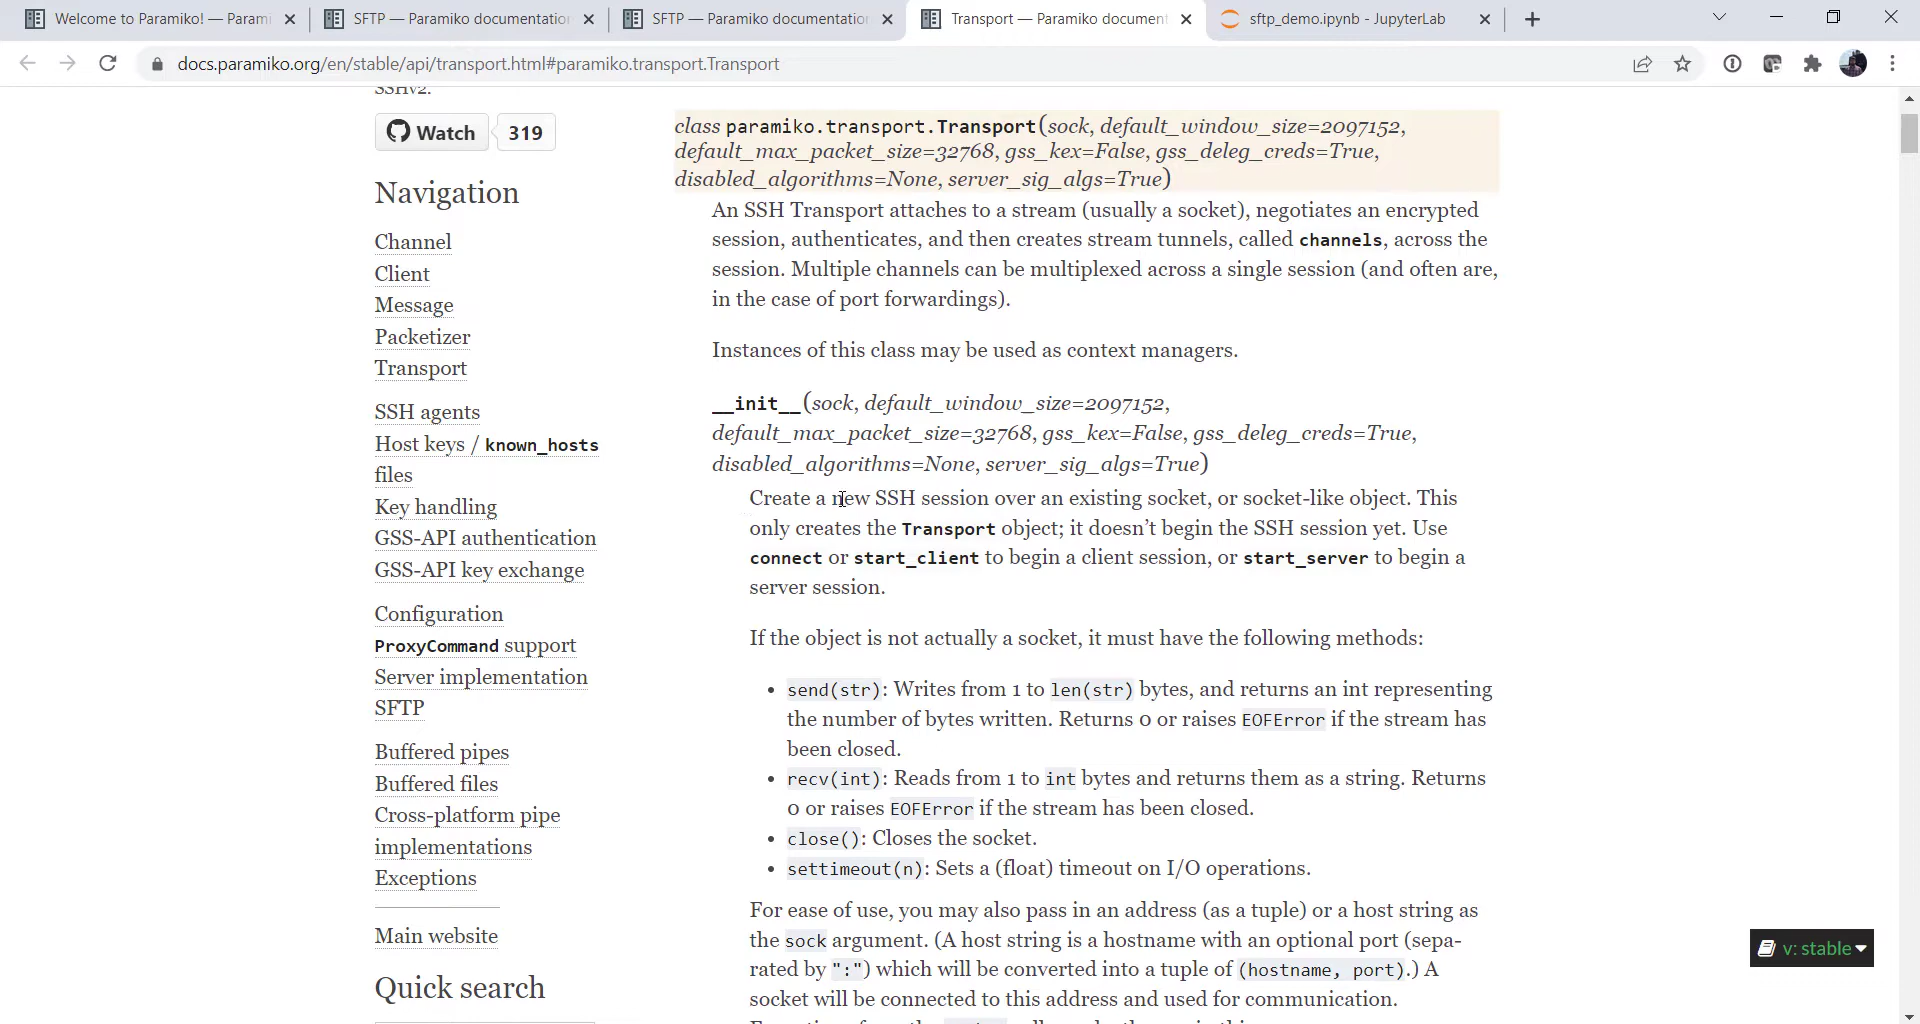 Welcome to Paramiko! — Parami
SFTP — Paramiko documentatio
SFTP — Paramiko documentatio
Transport — Paramiko document
sftp_demo.ipynb - JupyterLab
docs.paramiko.org/en/stable/api/transport.html#paramiko.transport.Transport
SSHv2.
Watch
319
Navigation
Channel
Client
Message
Packetizer
Transport
SSH agents
Host keys / known_hosts
files
Key handling
GSS-API authentication
GSS-API key exchange
Configuration
ProxyCommand support
Server implementation
SFTP
Buffered pipes
Buffered files
Cross-platform pipe
implementations
Exceptions
Main website
Quick search
class paramiko.transport.Transport(sock, default_window_size=2097152,
default_max_packet_size=32768, gss_kex=False, gss_deleg_creds=True,
disabled_algorithms=None, server_sig_algs=True)
An SSH Transport attaches to a stream (usually a socket), negotiates an encrypted
session, authenticates, and then creates stream tunnels, called channels, across the
session. Multiple channels can be multiplexed across a single session (and often are,
in the case of port forwardings).
Instances of this class may be used as context managers.
__init__(sock, default_window_size=2097152,
default_max_packet_size=32768, gss_kex=False, gss_deleg_creds=True,
disabled_algorithms=None, server_sig_algs=True)
Create a new SSH session over an existing socket, or socket-like object. This
only creates the Transport object; it doesn’t begin the SSH session yet. Use
connect or start_client to begin a client session, or start_server to begin a
server session.
If the object is not actually a socket, it must have the following methods:
• send(str): Writes from 1 to len(str) bytes, and returns an int representing
the number of bytes written. Returns 0 or raises EOFError if the stream has
been closed.
• recv(int): Reads from 1 to int bytes and returns them as a string. Returns
0 or raises EOFError if the stream has been closed.
• close(): Closes the socket.
• settimeout(n): Sets a (float) timeout on I/O operations.
For ease of use, you may also pass in an address (as a tuple) or a host string as
the sock argument. (A host string is a hostname with an optional port (sepa-
rated by ":") which will be converted into a tuple of (hostname, port).) A
socket will be connected to this address and used for communication.
v: stable